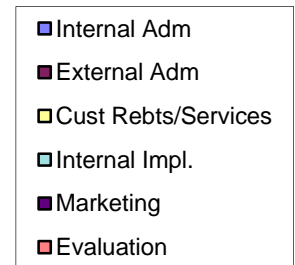 Internal Adm
External Adm
Cust Rebts/Services
Internal Impl.
Marketing
Evaluation